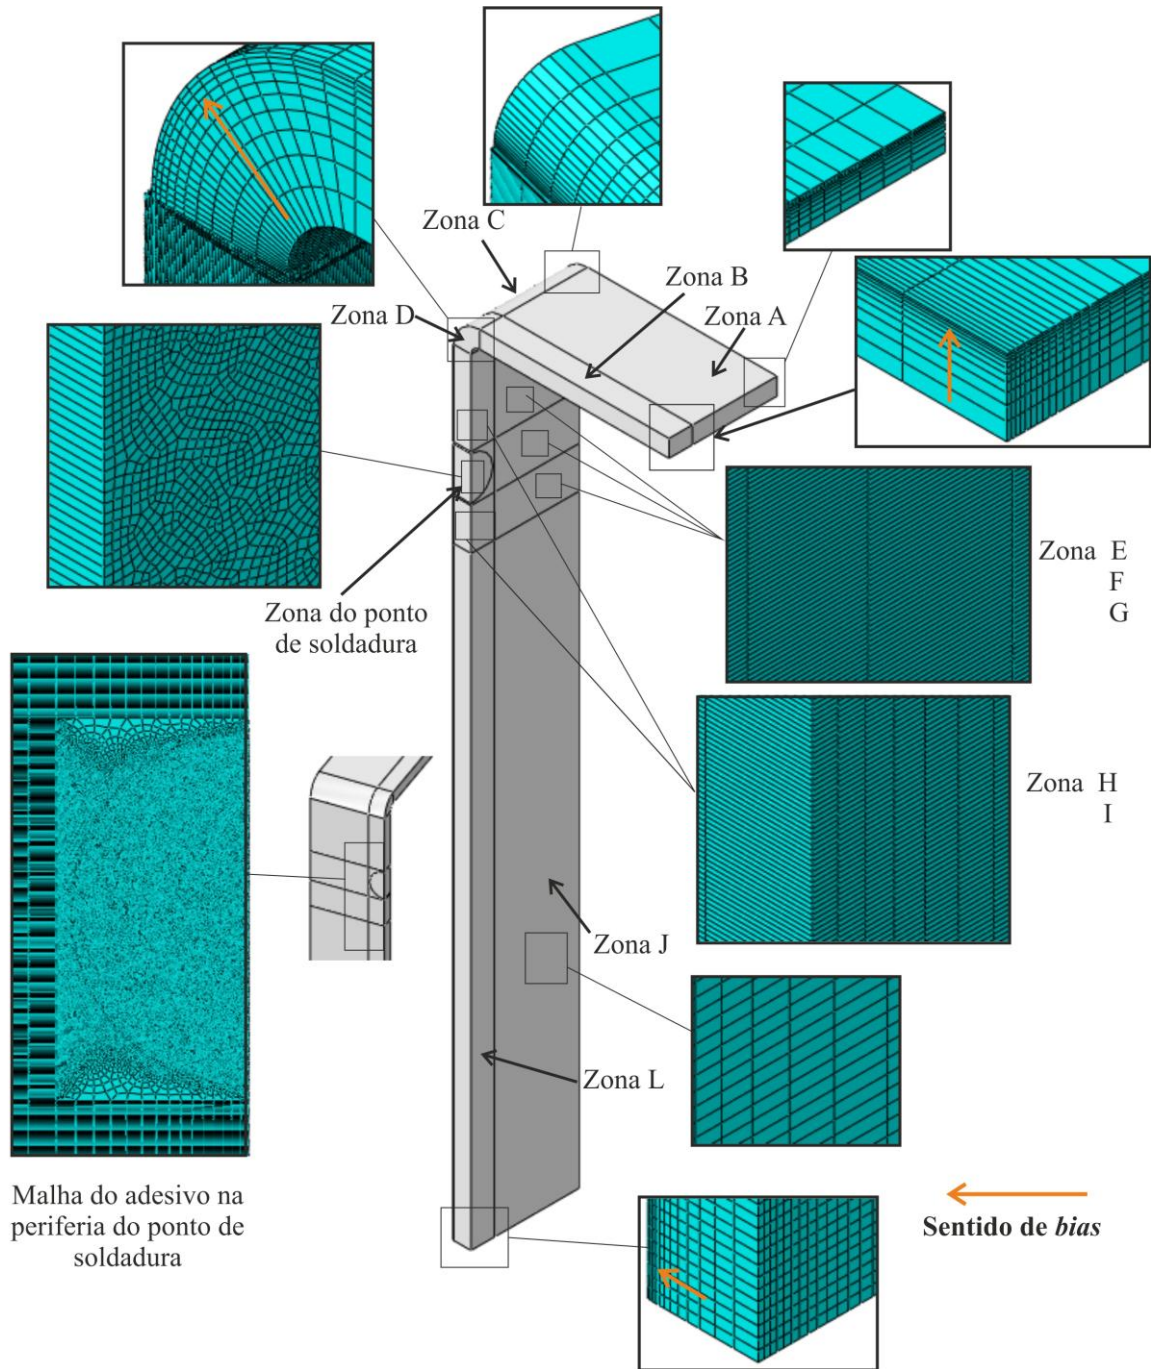 Zona C
Zona B
Zona D
Zona A
Zona E
F
G
Zona do ponto
de soldadura
Zona H
I
Zona J
Zona L
Malha do adesivo na
periferia do ponto de
soldadura
Sentido de bias